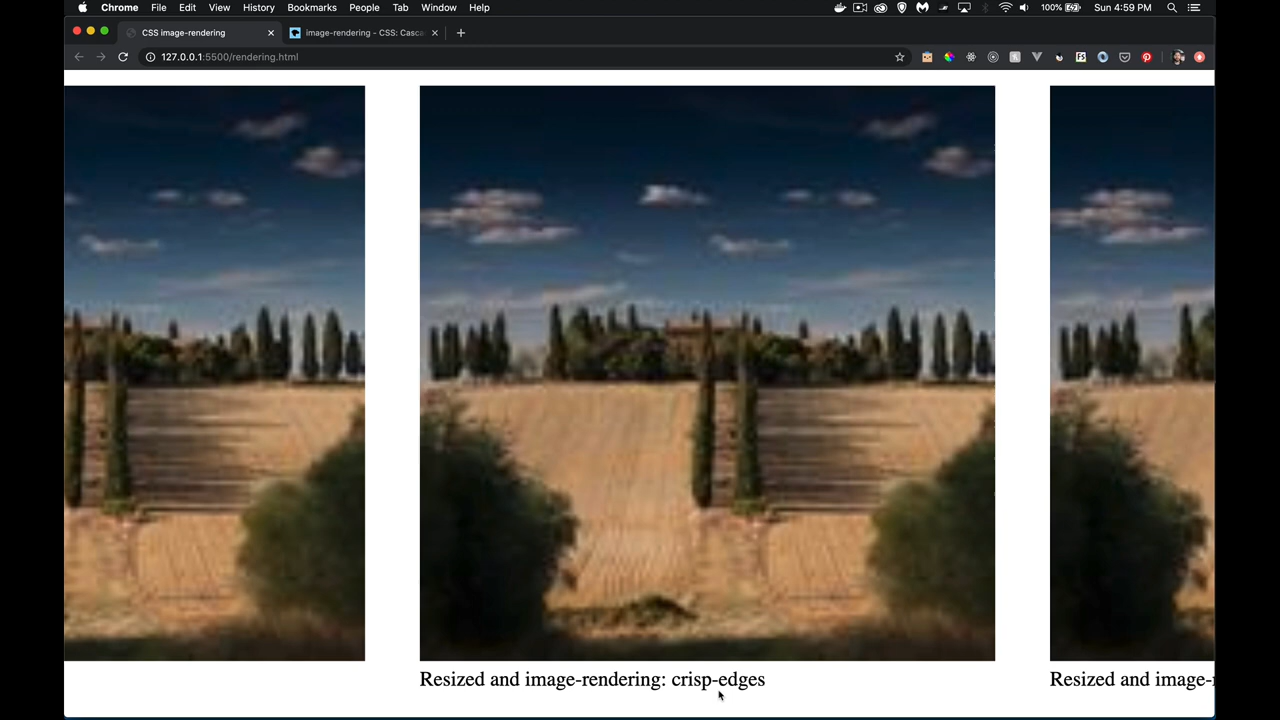 Chrome File Edit View History Bookmarks People Tab Window Help 100% Sun 4:59 PM
CSS image-rendering image-rendering - CSS: Casca
127.0.0.1:5500/rendering.html
Resized and image-rendering: crisp-edges Resized and image-r